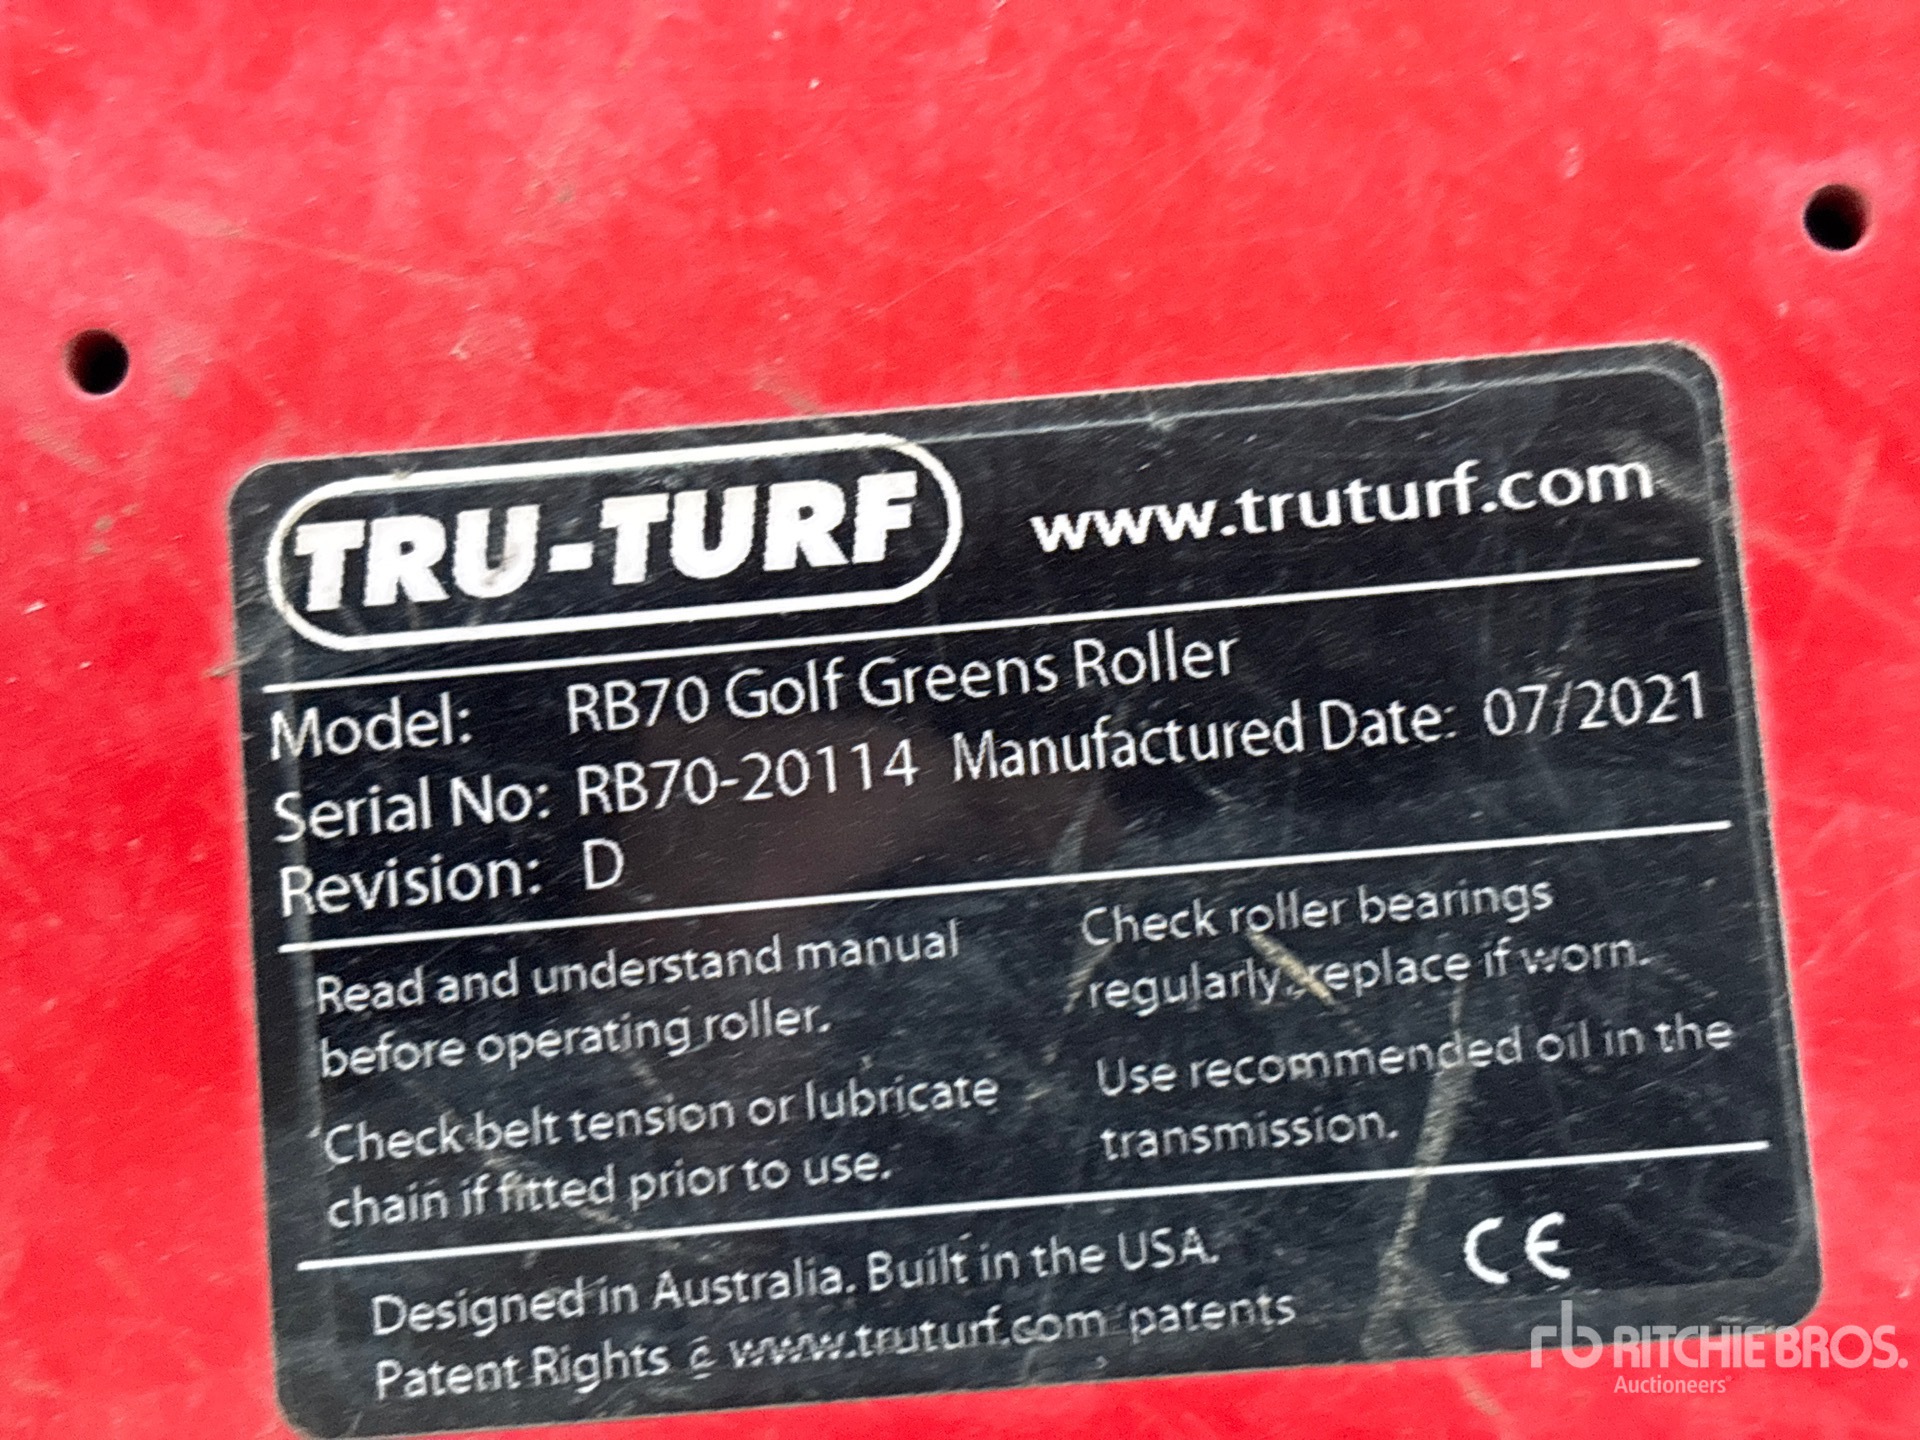 TRU-TURF www.truturf.com
Model: RB70 Golf Greens Roller
Serial No: RB70-20114 Manufactured Date: 07/2021
Revision: D
Read and understand manual
before operating roller.
Check belt tension or lubricate
chain if fitted prior to use.
Check roller bearings
regularly, replace if worn.
Use recommended oil in the
transmission.
Designed in Australia. Built in the USA.
Patent Rights www.truturf.com patents
CE
rb RITCHIE BROS.
Auctioneers